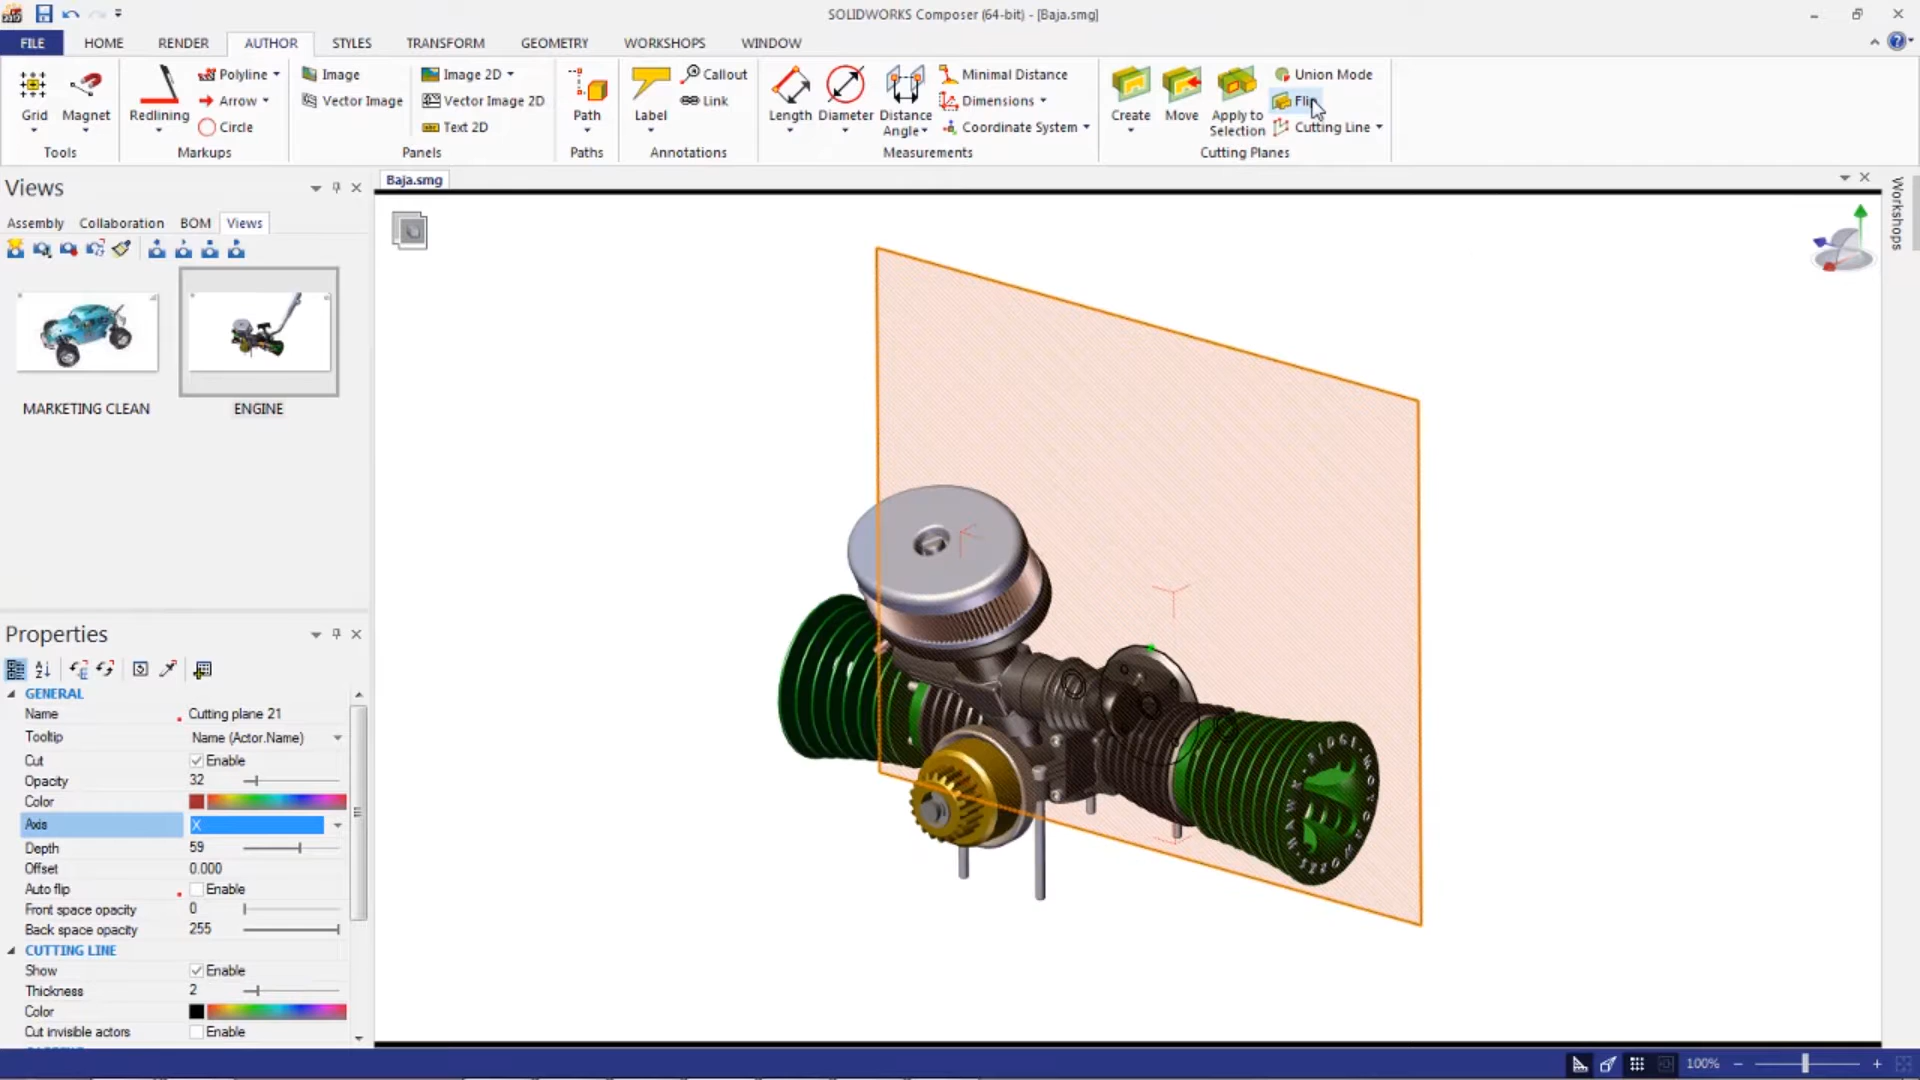 SOLIDWORKS Composer (64-bit) - [Baja.smg]
FILE HOME RENDER AUTHOR STYLES TRANSFORM GEOMETRY WORKSHOPS WINDOW
Grid Magnet Redlining Polyline Arrow Circle
Image Vector Image Image 2D Vector Image 2D Text 2D
Path Label Callout Link
Length Diameter Distance Angle Minimal Distance Dimensions Coordinate System
Create Move Apply to Selection Union Mode Flip Cutting Line
Tools Markups Panels Paths Annotations Measurements Cutting Planes
Views
Baja.smg
Workshops
Assembly Collaboration BOM Views
MARKETING CLEAN ENGINE
Properties
GENERAL
Name Cutting plane 21
Tooltip Name (Actor.Name)
Cut Enable
Opacity 32
Color
Axis X
Depth 59
Offset 0.000
Auto flip Enable
Front space opacity 0
Back space opacity 255
CUTTING LINE
Show Enable
Thickness 2
Color
Cut invisible actors Enable
100%